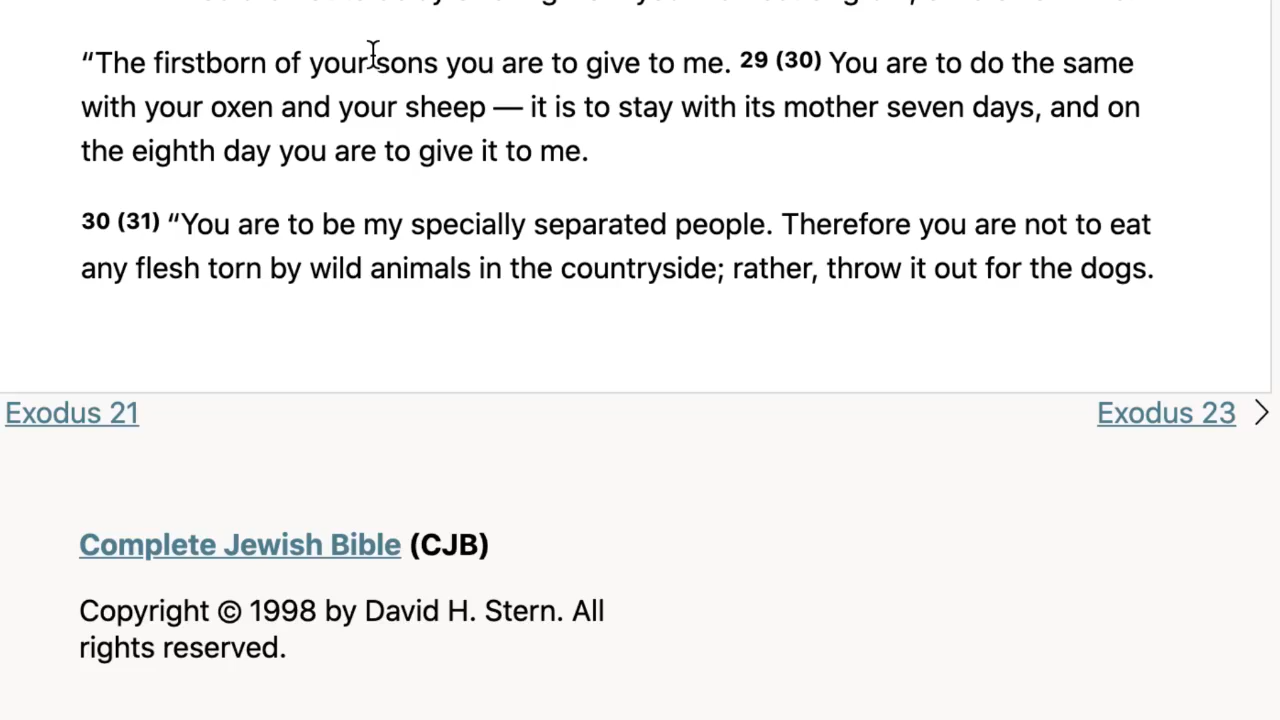 “The firstborn of your sons you are to give to me. 29 (30) You are to do the same
with your oxen and your sheep — it is to stay with its mother seven days, and on
the eighth day you are to give it to me.
30 (31) “You are to be my specially separated people. Therefore you are not to eat
any flesh torn by wild animals in the countryside; rather, throw it out for the dogs.
Exodus 21
Exodus 23
Complete Jewish Bible (CJB)
Copyright © 1998 by David H. Stern. All
rights reserved.